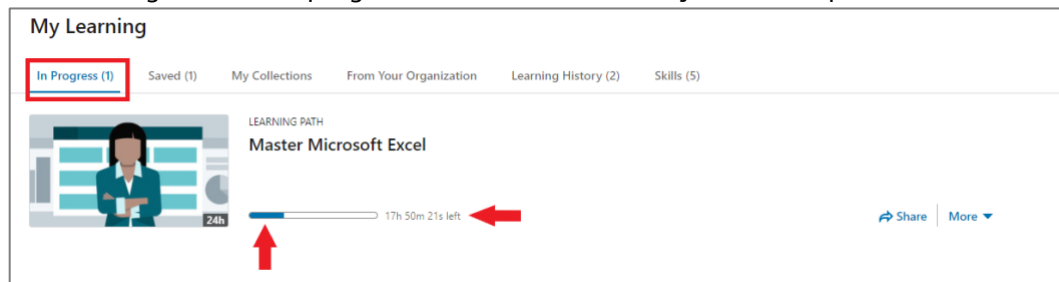 My Learning
In Progress (1) Saved (1) My Collections From Your Organization Learning History (2) Skills (5)
LEARNING PATH
Master Microsoft Excel
24h
17h 50m 21s left
Share More